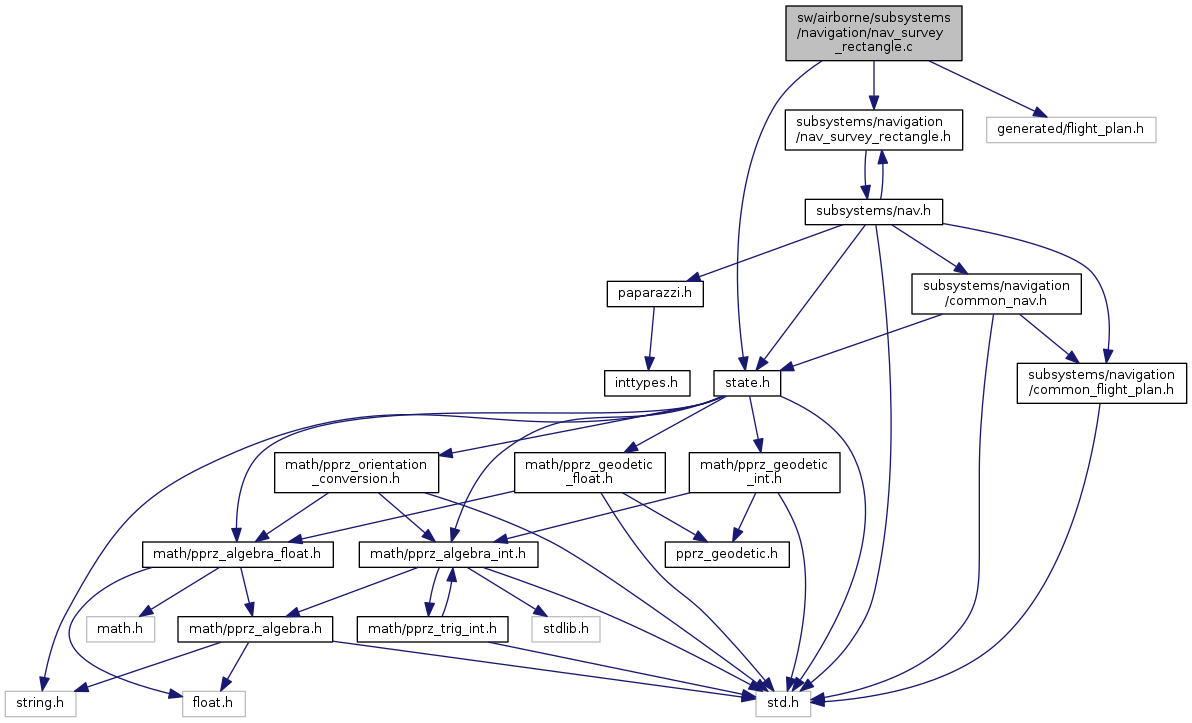 sw/airborne/subsystems
/navigation/nav_survey
_rectangle.c
subsystems/navigation
/nav_survey_rectangle.h
generated/flight_plan.h
subsystems/nav.h
paparazzi.h
subsystems/navigation
/common_nav.h
inttypes.h
state.h
subsystems/navigation
/common_flight_plan.h
math/pprz_orientation
_conversion.h
math/pprz_geodetic
_float.h
math/pprz_geodetic
_int.h
math/pprz_algebra_float.h
math/pprz_algebra_int.h
pprz_geodetic.h
math.h
math/pprz_algebra.h
math/pprz_trig_int.h
stdlib.h
string.h
float.h
std.h